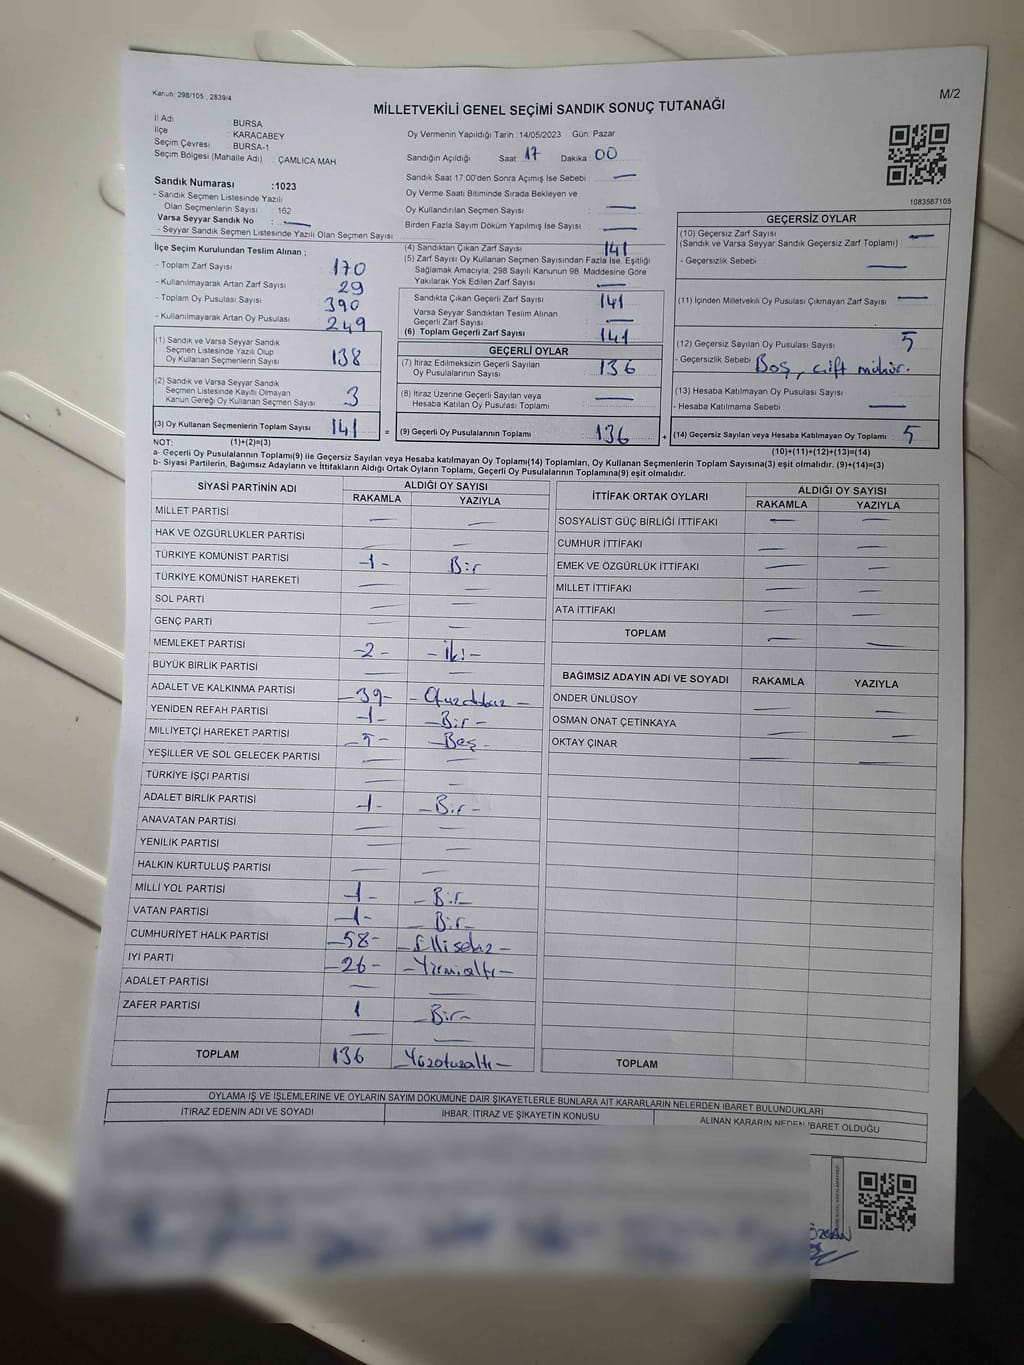 Kanun: 298/105 , 2839/4
M/2
MİLLETVEKİLİ GENEL SEÇİMİ SANDIK SONUÇ TUTANAĞI
İl Adı : BURSA
İlçe : KARACABEY
Seçim Çevresi : BURSA-1
Seçim Bölgesi (Mahalle Adı) : ÇAMLICA MAH
Sandık Numarası :1023
- Sandık Seçmen Listesinde Yazılı
Olan Seçmenlerin Sayısı : 162
Varsa Seyyar Sandık No : —
- Seyyar Sandık Seçmen Listesinde Yazılı Olan Seçmen Sayısı
Oy Vermenin Yapıldığı Tarih : 14/05/2023 Gün: Pazar
Sandığın Açıldığı Saat 17 Dakika 00
Sandık Saat 17:00'den Sonra Açımış İse Sebebi : —
Oy Verme Saati Bitiminde Sırada Bekleyen ve
Oy Kullandırılan Seçmen Sayısı : —
Birden Fazla Sayım Döküm Yapılmış İse Sayısı : —
1083567105
İlçe Seçim Kurulundan Teslim Alınan ;
- Toplam Zarf Sayısı : 170
- Kullanılmayarak Artan Zarf Sayısı : 29
- Toplam Oy Pusulası Sayısı : 390
- Kullanılmayarak Artan Oy Pusulası : 249
(1) Sandık ve Varsa Seyyar Sandık
Seçmen Listesinde Yazılı Olup
Oy Kullanan Seçmenlerin Sayısı : 138
(2) Sandık ve Varsa Seyyar Sandık
Seçmen Listesinde Kayıtlı Olmayan
Kanun Gereği Oy Kullanan Seçmen Sayısı : 3
(3) Oy Kullanan Seçmenlerin Toplam Sayısı : 141 =
(4) Sandıktan Çıkan Zarf Sayısı : 141
(5) Zarf Sayısı Oy Kullanan Seçmen Sayısından Fazla İse, Eşitliği
Sağlamak Amacıyla; 298 Sayılı Kanunun 98. Maddesine Göre
Yakılarak Yok Edilen Zarf Sayısı : —
Sandıkta Çıkan Geçerli Zarf Sayısı : 141
Varsa Seyyar Sandıktan Teslim Alınan
Geçerli Zarf Sayısı : —
(6) Toplam Geçerli Zarf Sayısı : 141
GEÇERLİ OYLAR
(7) İtiraz Edilmeksizin Geçerli Sayılan
Oy Pusulalarının Sayısı : 136
(8) İtiraz Üzerine Geçerli Sayılan veya
Hesaba Katılan Oy Pusulası Toplamı : —
(9) Geçerli Oy Pusulalarının Toplamı : 136 +
GEÇERSİZ OYLAR
(10) Geçersiz Zarf Sayısı
(Sandık ve Varsa Seyyar Sandık Geçersiz Zarf Toplamı) : —
- Geçersizlik Sebebi : —
(11) İçinden Milletvekili Oy Pusulası Çıkmayan Zarf Sayısı : —
(12) Geçersiz Sayılan Oy Pusulası Sayısı : 5
- Geçersizlik Sebebi : Boş, çift mühür.
(13) Hesaba Katılmayan Oy Pusulası Sayısı
- Hesaba Katılmama Sebebi : —
(14) Geçersiz Sayılan veya Hesaba Katılmayan Oy Toplamı : 5
NOT: (1)+(2)=(3) (10)+(11)+(12)+(13)=(14)
a- Geçerli Oy Pusulalarının Toplamı(9) ile Geçersiz Sayılan veya Hesaba Katılmayan Oy Toplamı(14) Toplamları, Oy Kullanan Seçmenlerin Toplam Sayısına(3) eşit olmalıdır. (9)+(14)=(3)
b- Siyasi Partilerin, Bağımsız Adayların ve İttifakların Aldığı Ortak Oyların Toplamı, Geçerli Oy Pusulalarının Toplamına(9) eşit olmalıdır.
SİYASİ PARTİNİN ADI ALDIĞI OY SAYISI
RAKAMLA YAZIYLA
MİLLET PARTİSİ — —
HAK VE ÖZGÜRLÜKLER PARTİSİ — —
TÜRKİYE KOMÜNİST PARTİSİ -1- Bir
TÜRKİYE KOMÜNİST HAREKETİ — —
SOL PARTİ — —
GENÇ PARTİ — —
MEMLEKET PARTİSİ -2- -İki-
BÜYÜK BİRLİK PARTİSİ — —
ADALET VE KALKINMA PARTİSİ -39- -Otuzdokuz-
YENİDEN REFAH PARTİSİ -1- -Bir-
MİLLİYETÇİ HAREKET PARTİSİ -5- -Beş-
YEŞİLLER VE SOL GELECEK PARTİSİ — —
TÜRKİYE İŞÇİ PARTİSİ — —
ADALET BİRLİK PARTİSİ -1- -Bir-
ANAVATAN PARTİSİ — —
YENİLİK PARTİSİ — —
HALKIN KURTULUŞ PARTİSİ — —
MİLLİ YOL PARTİSİ -1- -Bir-
VATAN PARTİSİ -1- -Bir-
CUMHURİYET HALK PARTİSİ -58- -Ellisekiz-
İYİ PARTİ -26- -Yirmialtı-
ADALET PARTİSİ — —
ZAFER PARTİSİ 1 Bir-
— —
TOPLAM 136 -Yüzotuzaltı-
İTTİFAK ORTAK OYLARI ALDIĞI OY SAYISI
RAKAMLA YAZIYLA
SOSYALİST GÜÇ BİRLİĞİ İTTİFAKI — —
CUMHUR İTTİFAKI — —
EMEK VE ÖZGÜRLÜK İTTİFAKI — —
MİLLET İTTİFAKI — —
ATA İTTİFAKI — —
TOPLAM — —
BAĞIMSIZ ADAYIN ADI VE SOYADI RAKAMLA YAZIYLA
ÖNDER ÜNLÜSOY — —
OSMAN ONAT ÇETİNKAYA — —
OKTAY ÇINAR — —
TOPLAM
OYLAMA İŞ VE İŞLEMLERİNE VE OYLARIN SAYIM DÖKÜMÜNE DAİR ŞİKAYETLERLE BUNLARA AİT KARARLARIN NELERDEN İBARET BULUNDUKLARI
İTİRAZ EDENİN ADI VE SOYADI İHBAR, İTİRAZ VE ŞİKAYETİN KONUSU ALINAN KARARIN NEDEN İBARET OLDUĞU
ÖZCAN